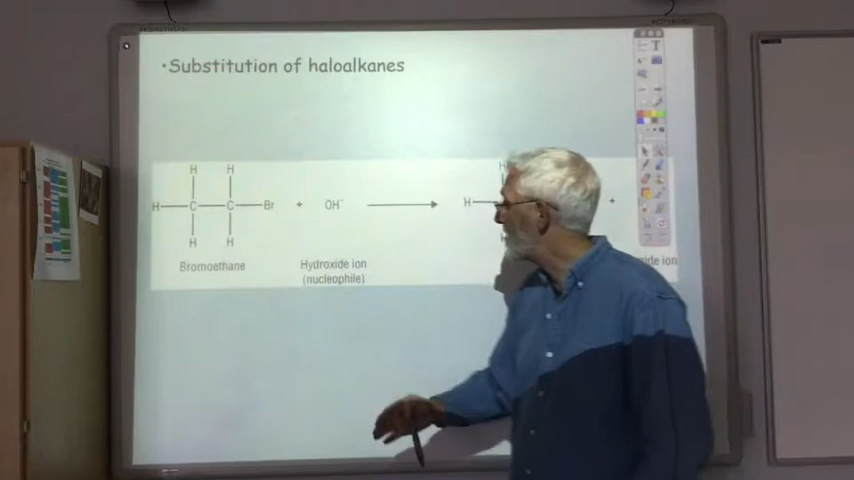 •Substitution of haloalkanes
H H H
H C C Br + OH⁻ H +
H H H
Bromoethane Hydroxide ion ide ion
(nucleophile)